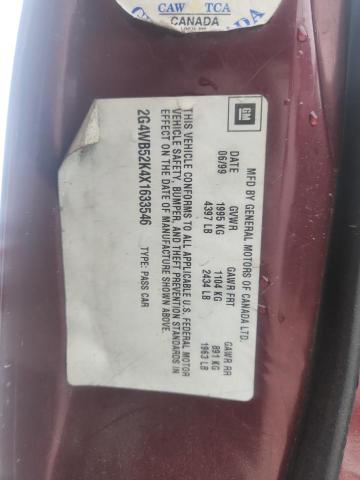 CAW TCA
CANADA
GM
MFD BY GENERAL MOTORS OF CANADA LTD.
DATE GVWR GAWR FRT GAWR RR
06/99 1995 KG 1104 KG 891 KG
4397 LB 2434 LB 1963 LB
THIS VEHICLE CONFORMS TO ALL APPLICABLE U.S. FEDERAL MOTOR
VEHICLE SAFETY, BUMPER, AND THEFT PREVENTION STANDARDS IN
EFFECT ON THE DATE OF MANUFACTURE SHOWN ABOVE.
2G4WB52K4X1633546 TYPE: PASS CAR